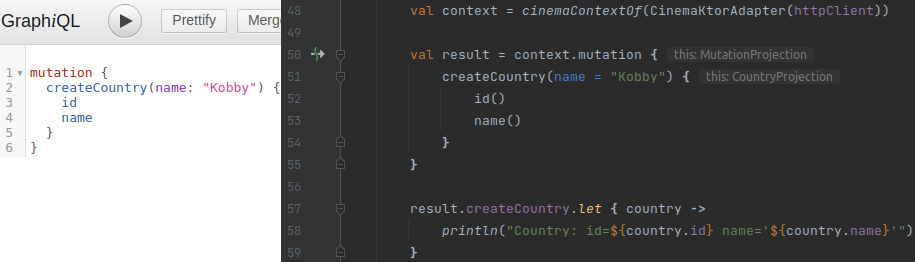 GraphiQL Prettify Merge
1 mutation {
2 createCountry(name: "Kobby") {
3 id
4 name
5 }
6 }
48 val context = cinemaContextOf(CinemaKtorAdapter(httpClient))
49
50 val result = context.mutation { this: MutationProjection
51 createCountry(name = "Kobby") { this: CountryProjection
52 id()
53 name()
54 }
55 }
56
57 result.createCountry.let { country ->
58 println("Country: id=${country.id} name='${country.name}'")
59 }